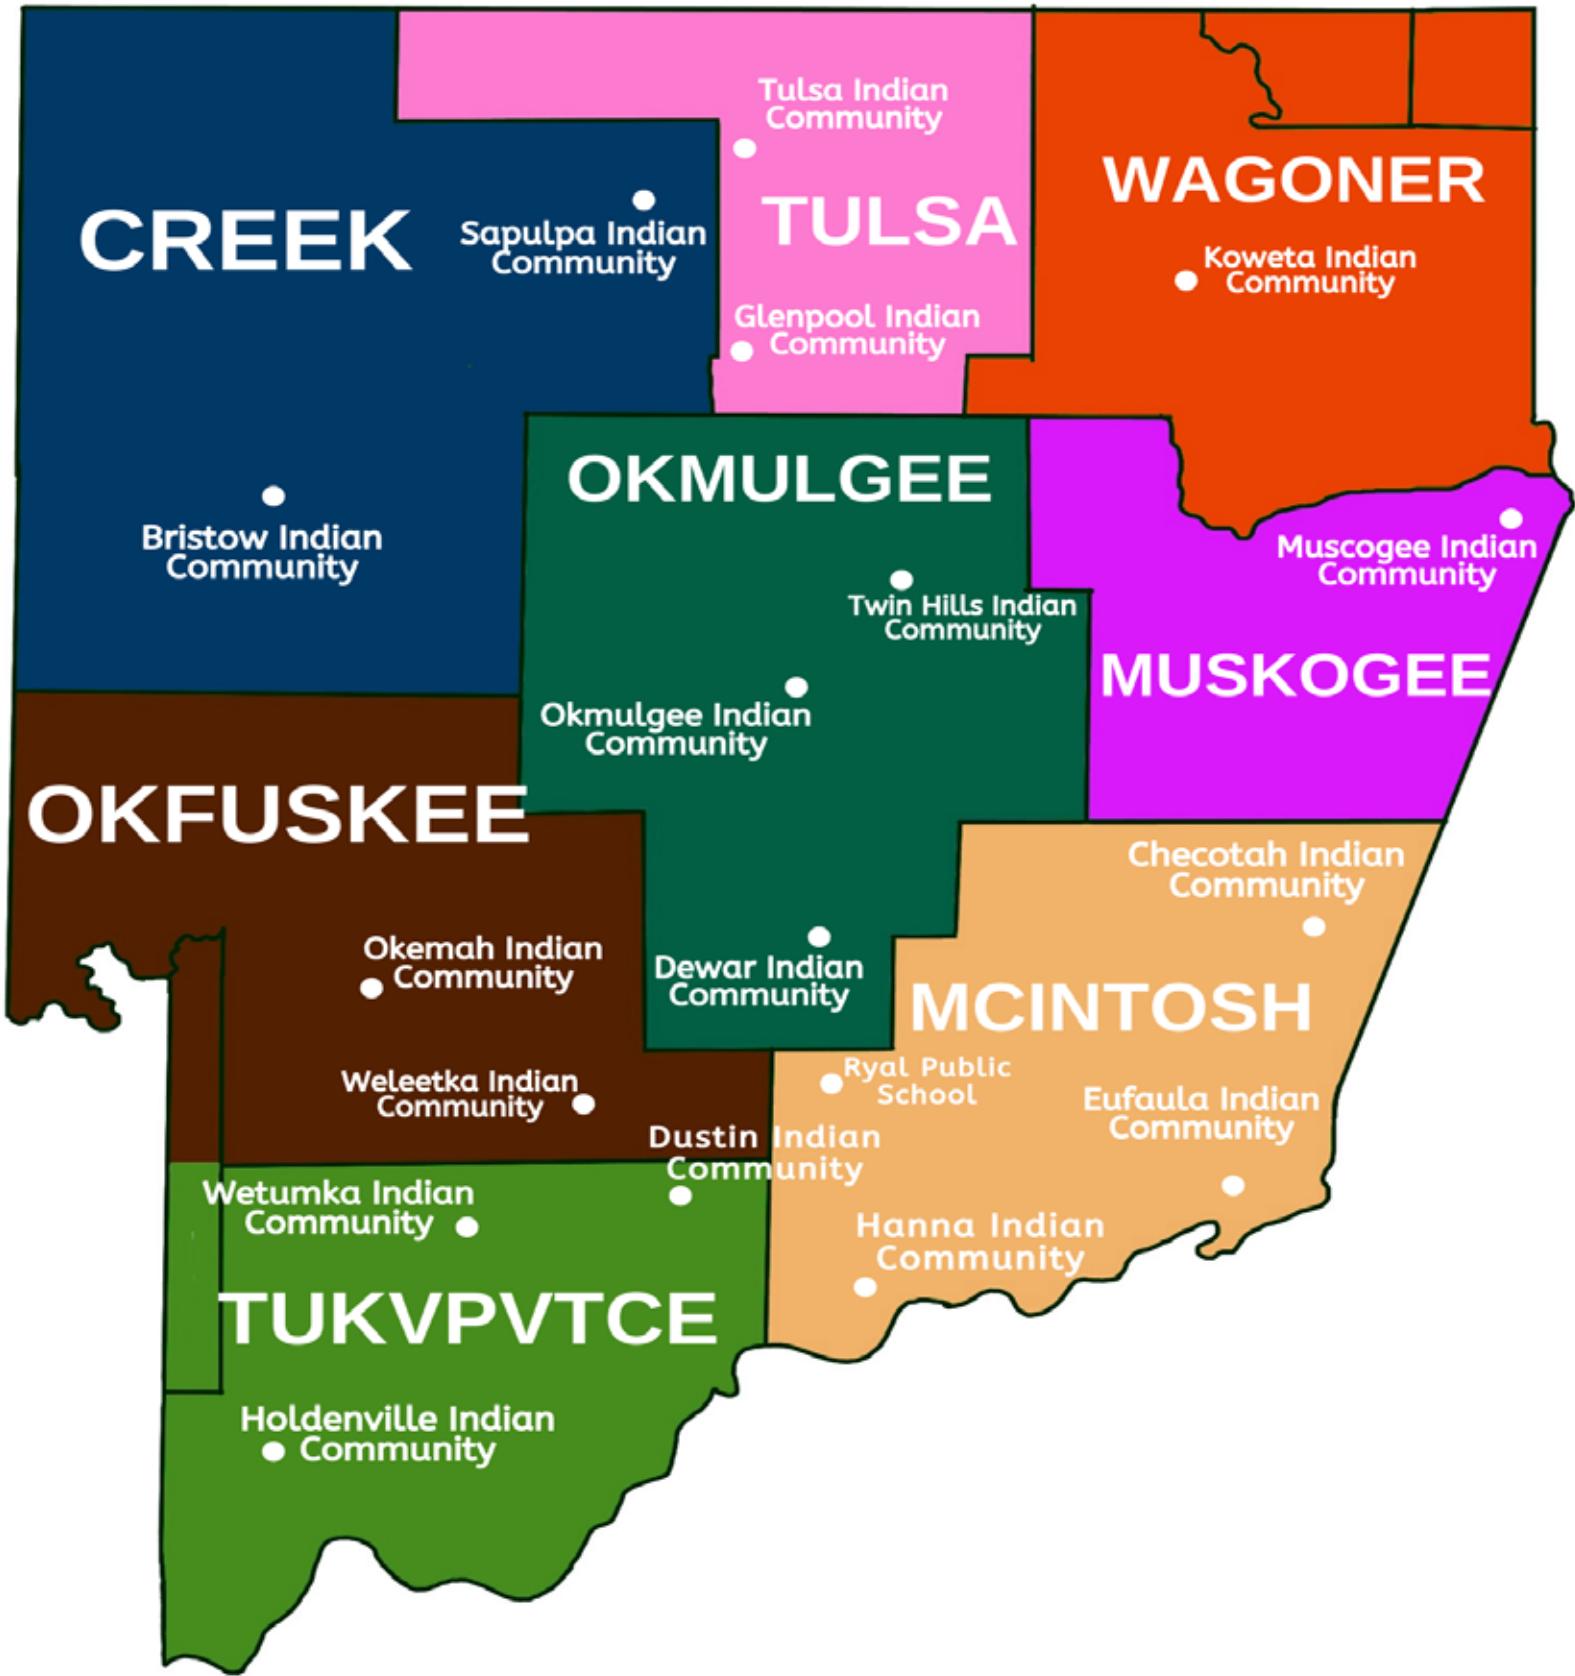 Tulsa Indian
Community
TULSA
WAGONER
CREEK
Sapulpa Indian
Community
Koweta Indian
Community
Glenpool Indian
Community
OKMULGEE
Bristow Indian
Community
Muscogee Indian
Community
Twin Hills Indian
Community
MUSKOGEE
Okmulgee Indian
Community
OKFUSKEE
Checotah Indian
Community
Okemah Indian
Community
Dewar Indian
Community
MCINTOSH
Ryal Public
School
Weleetka Indian
Community
Eufaula Indian
Community
Dustin Indian
Community
Wetumka Indian
Community
Hanna Indian
Community
TUKVPVTCE
Holdenville Indian
Community